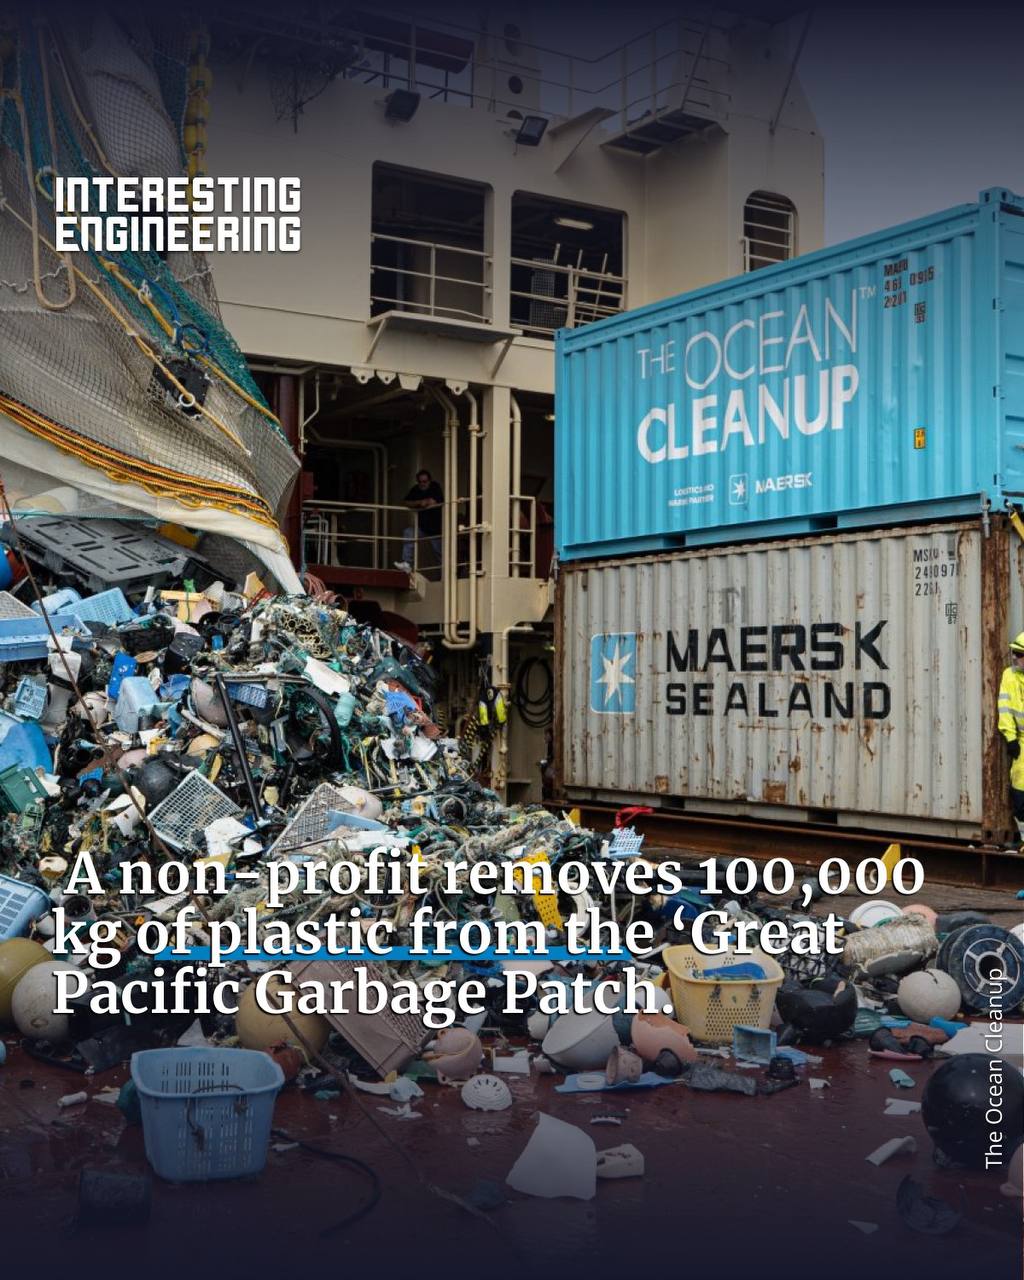 INTERESTING
ENGINEERING
THE OCEAN™
CLEANUP
MAERSK
MAERSK
SEALAND
A non-profit removes 100,000
kg of plastic from the ‘Great
Pacific Garbage Patch.
The Ocean Cleanup